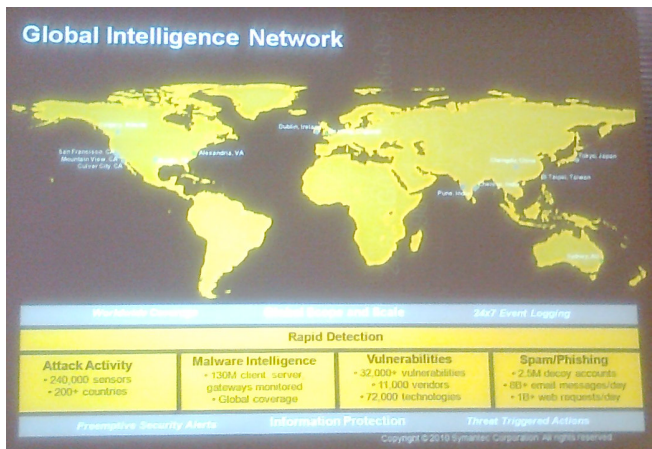 Global Intelligence Network
Dublin, Ireland
San Francisco, CA
Mountain View, CA
Culver City, CA
Alexandria, VA
Tokyo, Japan
Chengdu, China
Taipei, Taiwan
Chennai, India
Pune, India
Worldwide Coverage
Global Scope and Scale
24x7 Event Logging
Rapid Detection
Attack Activity
• 240,000 sensors
• 200+ countries
Malware Intelligence
• 130M client, server,
gateways monitored
• Global coverage
Vulnerabilities
• 32,000+ vulnerabilities
• 11,000 vendors
• 72,000 technologies
Spam/Phishing
• 2.5M decoy accounts
• 8B+ email messages/day
• 1B+ web requests/day
Preemptive Security Alerts
Information Protection
Threat Triggered Actions
Copyright © 2010 Symantec Corporation. All rights reserved.